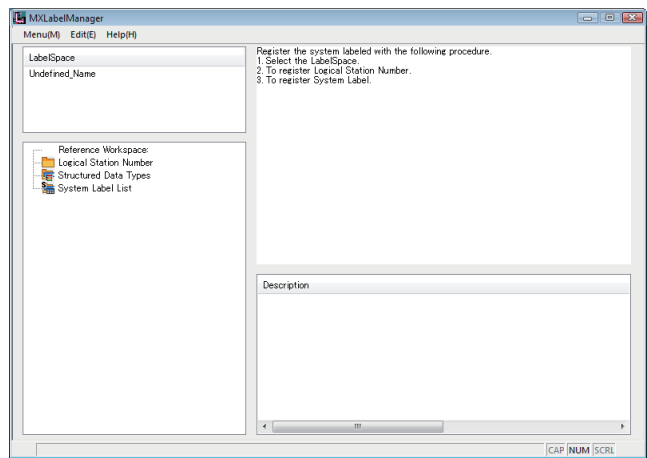 MXLabelManager
Menu(M) Edit(E) Help(H)
LabelSpace
Undefined_Name
Register the system labeled with the following procedure.
1. Select the LabelSpace.
2. To register Logical Station Number.
3. To register System Label.
Reference Workspace:
Logical Station Number
Structured Data Types
System Label List
Description
CAP NUM SCRL